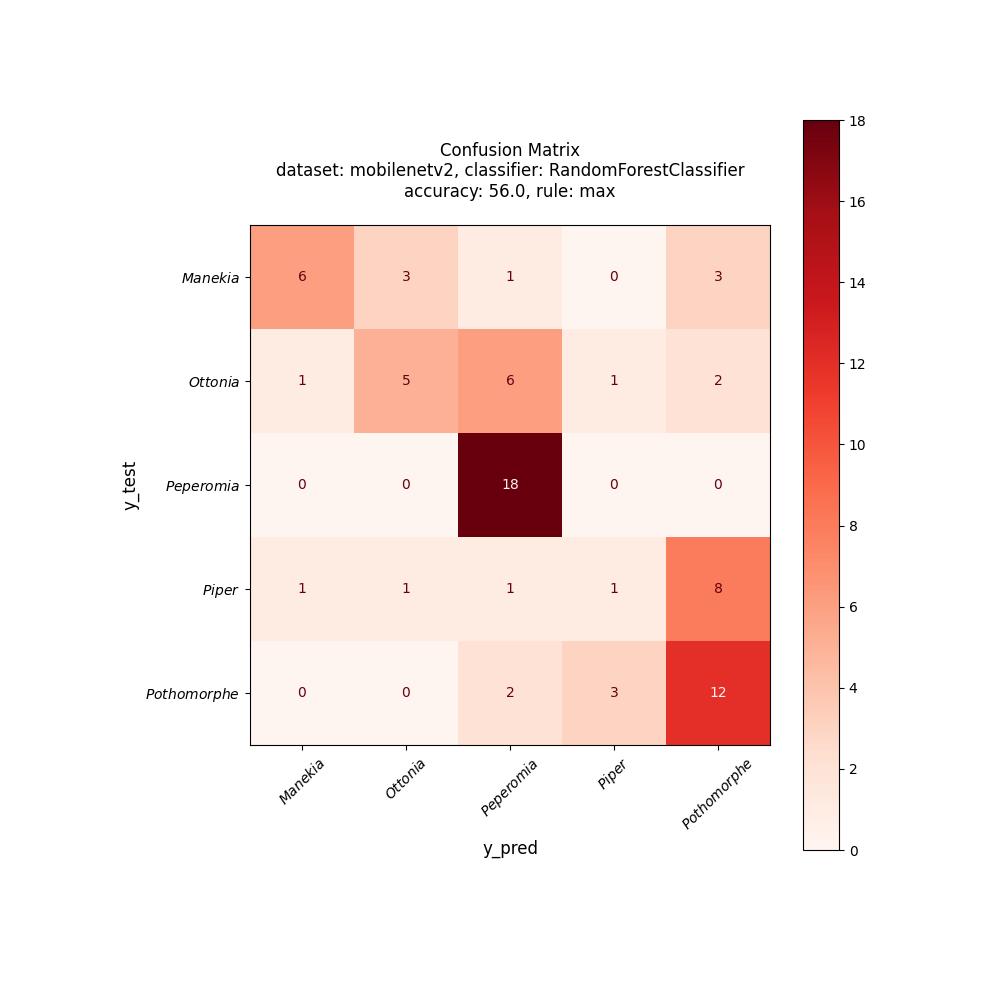 Confusion Matrix
dataset: mobilenetv2, classifier: RandomForestClassifier
accuracy: 56.0, rule: max
y_test
Manekia 6 3 1 0 3
Ottonia 1 5 6 1 2
Peperomia 0 0 18 0 0
Piper 1 1 1 1 8
Pothomorphe 0 0 2 3 12
Manekia Ottonia Peperomia Piper Pothomorphe
y_pred
18
16
14
12
10
8
6
4
2
0